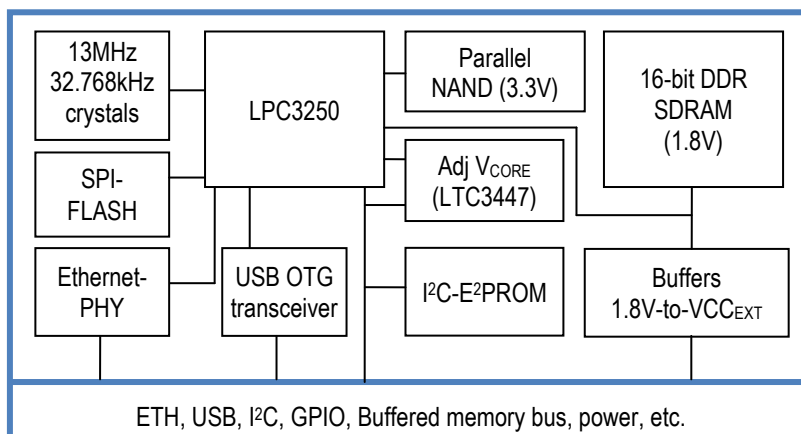 13MHz
32.768kHz
crystals
LPC3250
Parallel
NAND (3.3V)
16-bit DDR
SDRAM
(1.8V)
SPI-
FLASH
Adj VCORE
(LTC3447)
Ethernet-
PHY
USB OTG
transceiver
I²C-E²PROM
Buffers
1.8V-to-VCCEXT
ETH, USB, I²C, GPIO, Buffered memory bus, power, etc.